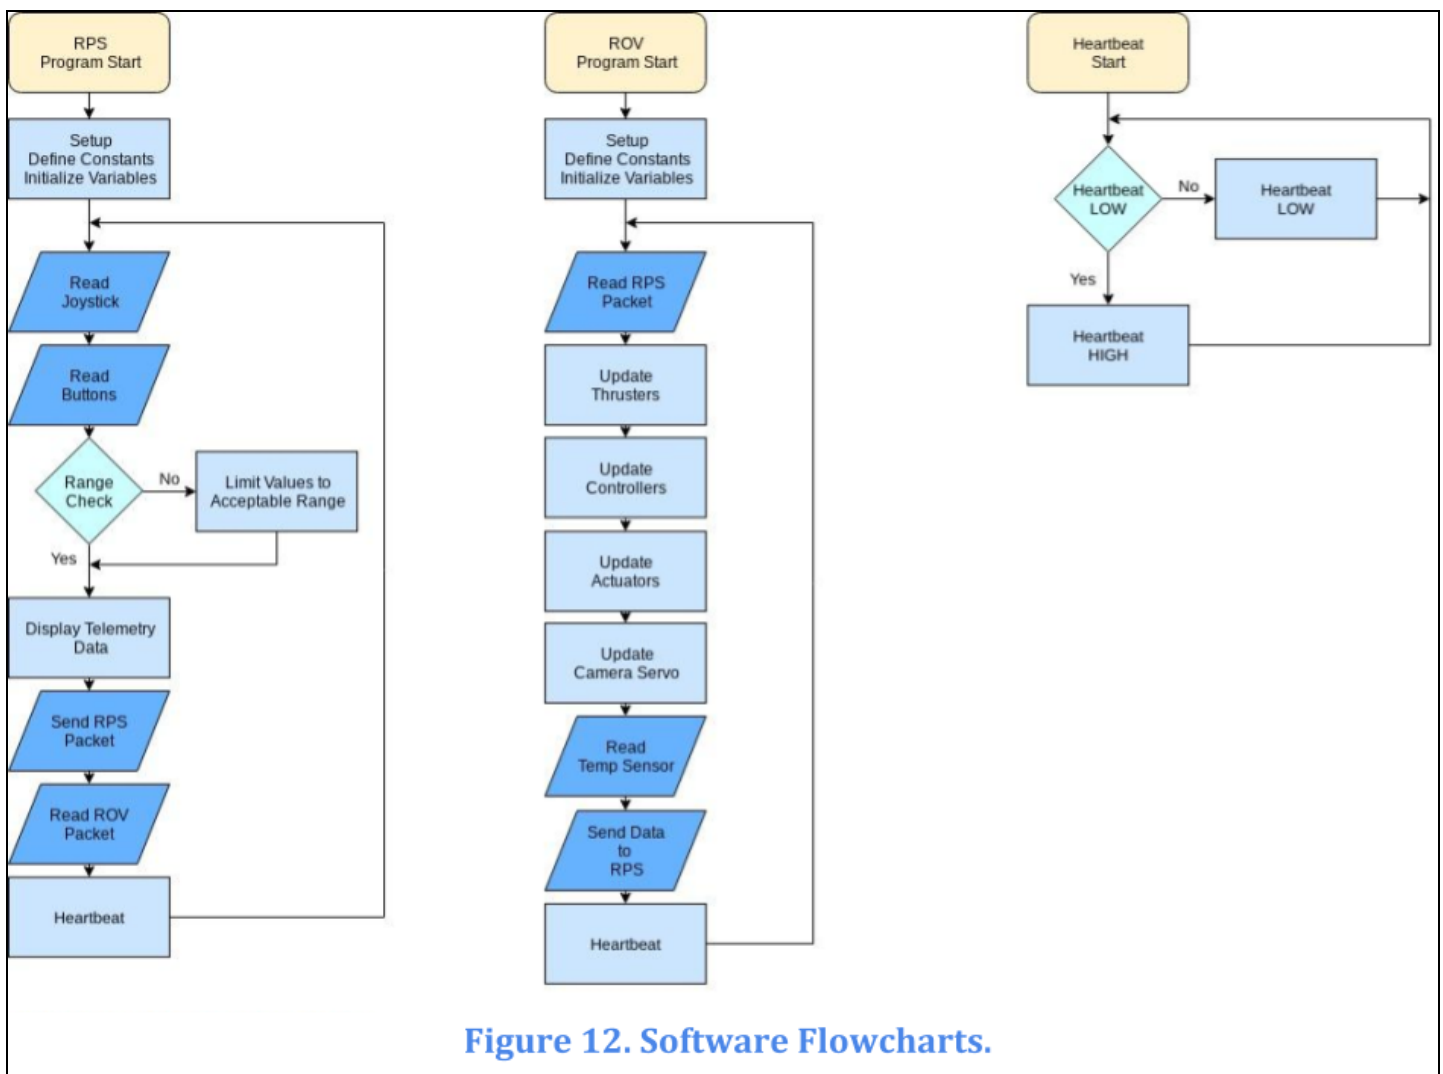 RPS
Program Start
Setup
Define Constants
Initialize Variables
Read
Joystick
Read
Buttons
Range
Check
No
Limit Values to
Acceptable Range
Yes
Display Telemetry
Data
Send RPS
Packet
Read ROV
Packet
Heartbeat
ROV
Program Start
Setup
Define Constants
Initialize Variables
Read RPS
Packet
Update
Thrusters
Update
Controllers
Update
Actuators
Update
Camera Servo
Read
Temp Sensor
Send Data
to
RPS
Heartbeat
Heartbeat
Start
Heartbeat
LOW
No
Heartbeat
LOW
Yes
Heartbeat
HIGH
Figure 12. Software Flowcharts.